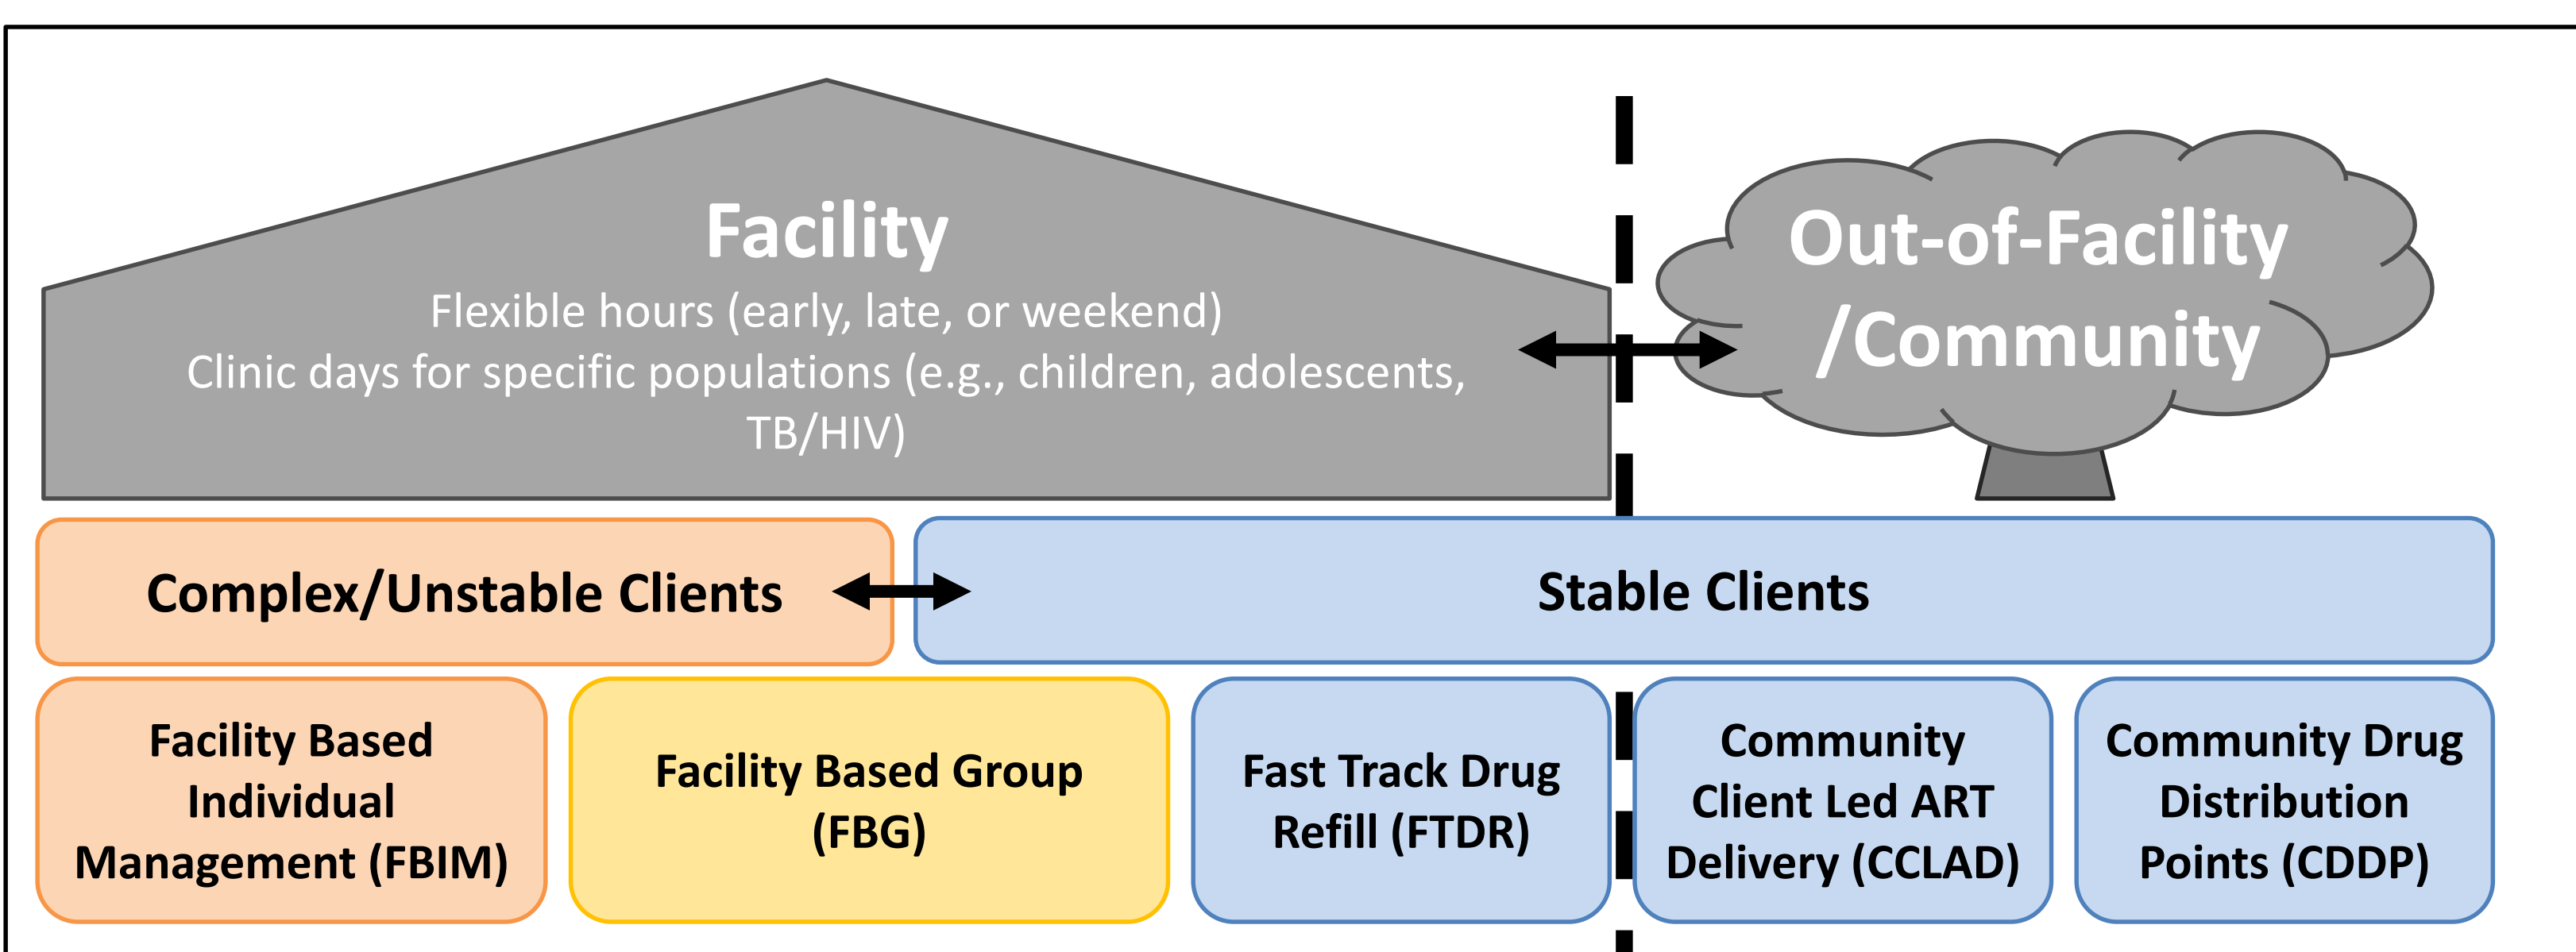 Facility
Flexible hours (early, late, or weekend)
Clinic days for specific populations (e.g., children, adolescents,
TB/HIV)
Out-of-Facility
/Community
Complex/Unstable Clients
Stable Clients
Facility Based
Individual
Management (FBIM)
Facility Based Group
(FBG)
Fast Track Drug
Refill (FTDR)
Community
Client Led ART
Delivery (CCLAD)
Community Drug
Distribution
Points (CDDP)